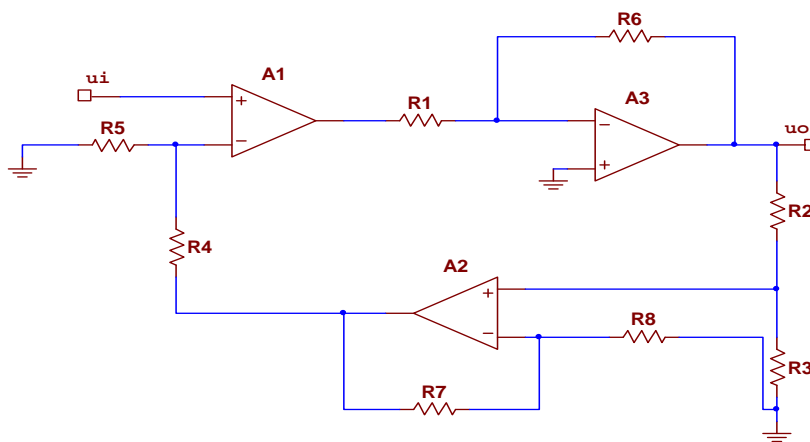 R6
A1
ui
A3
R1
+
−
uo
R5
−
+
R2
R4
A2
+
R8
−
R3
R7